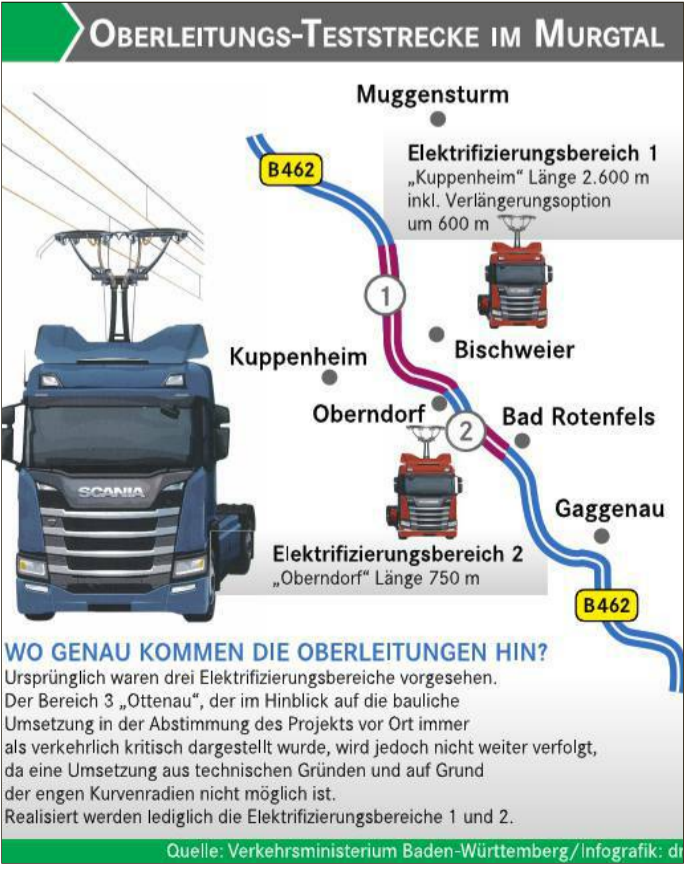 OBERLEITUNGS-TESTSTRECKE IM MURGTAL
Muggensturm
B462
Elektrifizierungsbereich 1
„Kuppenheim“ Länge 2.600 m
inkl. Verlängerungsoption
um 600 m
1
Bischweier
Kuppenheim
Oberndorf
2
Bad Rotenfels
SCANIA
Gaggenau
Elektrifizierungsbereich 2
„Oberndorf“ Länge 750 m
B462
WO GENAU KOMMEN DIE OBERLEITUNGEN HIN?
Ursprünglich waren drei Elektrifizierungsbereiche vorgesehen.
Der Bereich 3 „Ottenau“, der im Hinblick auf die bauliche
Umsetzung in der Abstimmung des Projekts vor Ort immer
als verkehrlich kritisch dargestellt wurde, wird jedoch nicht weiter verfolgt,
da eine Umsetzung aus technischen Gründen und auf Grund
der engen Kurvenradien nicht möglich ist.
Realisiert werden lediglich die Elektrifizierungsbereiche 1 und 2.
Quelle: Verkehrsministerium Baden-Württemberg/Infografik: